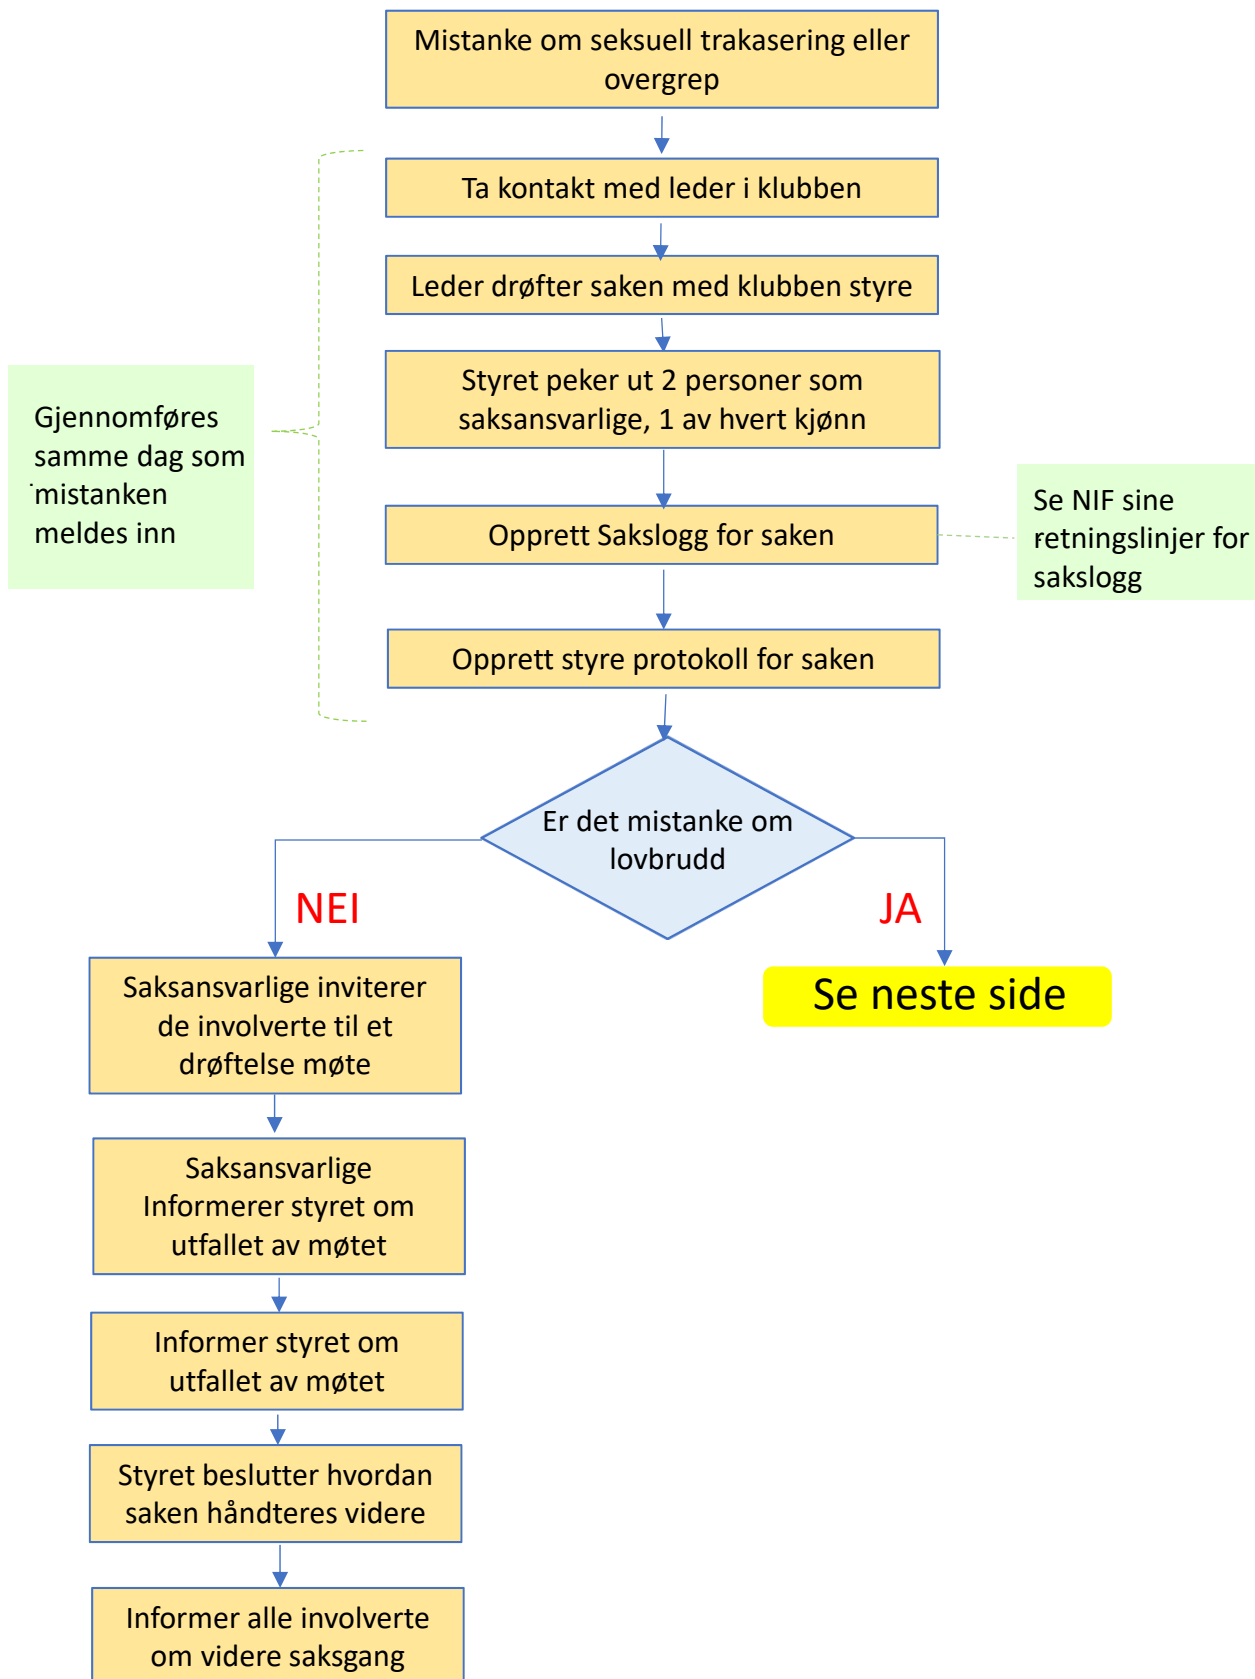 Mistanke om seksuell trakasering eller
overgrep
Ta kontakt med leder i klubben
Leder drøfter saken med klubben styre
Styret peker ut 2 personer som
saksansvarlige, 1 av hvert kjønn
Gjennomføres
samme dag som
mistanken
meldes inn
Opprett Sakslogg for saken
Se NIF sine
retningslinjer for
sakslogg
Opprett styre protokoll for saken
Er det mistanke om
lovbrudd
NEI
JA
Saksansvarlige inviterer
de involverte til et
drøftelse møte
Se neste side
Saksansvarlige
Informerer styret om
utfallet av møtet
Informer styret om
utfallet av møtet
Styret beslutter hvordan
saken håndteres videre
Informer alle involverte
om videre saksgang